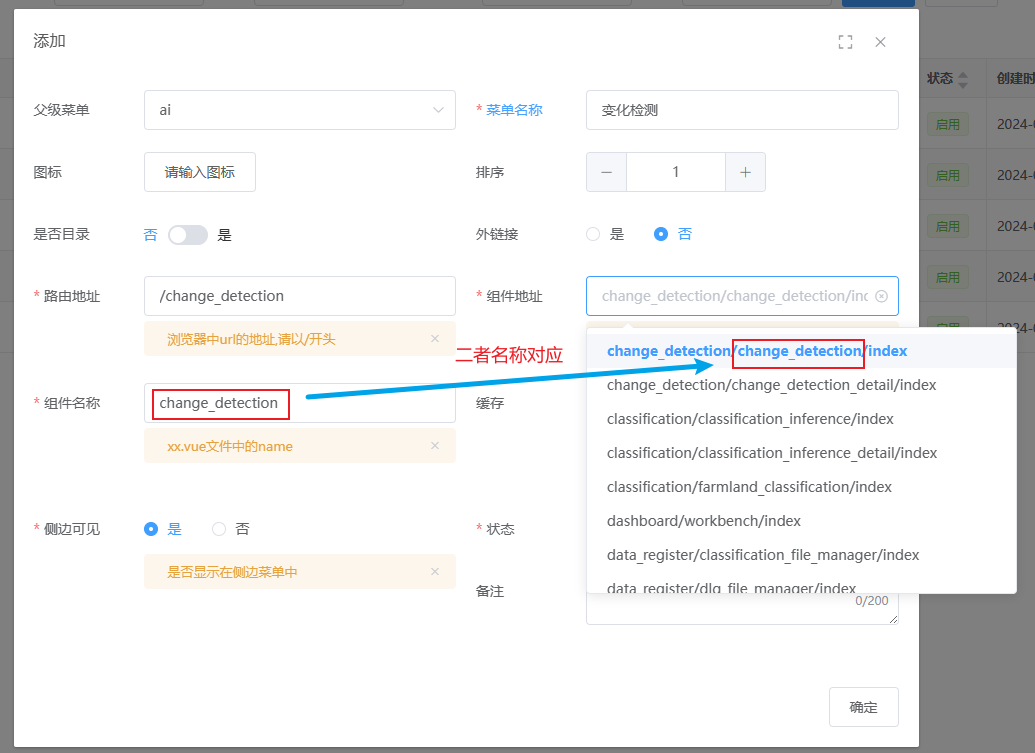 添加
父级菜单
ai
* 菜单名称
变化检测
状态
创建时
图标
请输入图标
排序
1
启用
2024-0
是否目录
否
是
外链接
是
否
启用
2024-0
启用
2024-0
* 路由地址
/change_detection
* 组件地址
change_detection/change_detection/inc
启用
2024-0
浏览器中url的地址,请以/开头
启用
2024-0
二者名称对应
change_detection/change_detection/index
change_detection/change_detection_detail/index
* 组件名称
change_detection
缓存
classification/classification_inference/index
xx.vue文件中的name
classification/classification_inference_detail/index
classification/farmland_classification/index
* 侧边可见
是
否
* 状态
dashboard/workbench/index
data_register/classification_file_manager/index
是否显示在侧边菜单中
备注
data_register/dlg_file_manager/index
0/200
确定